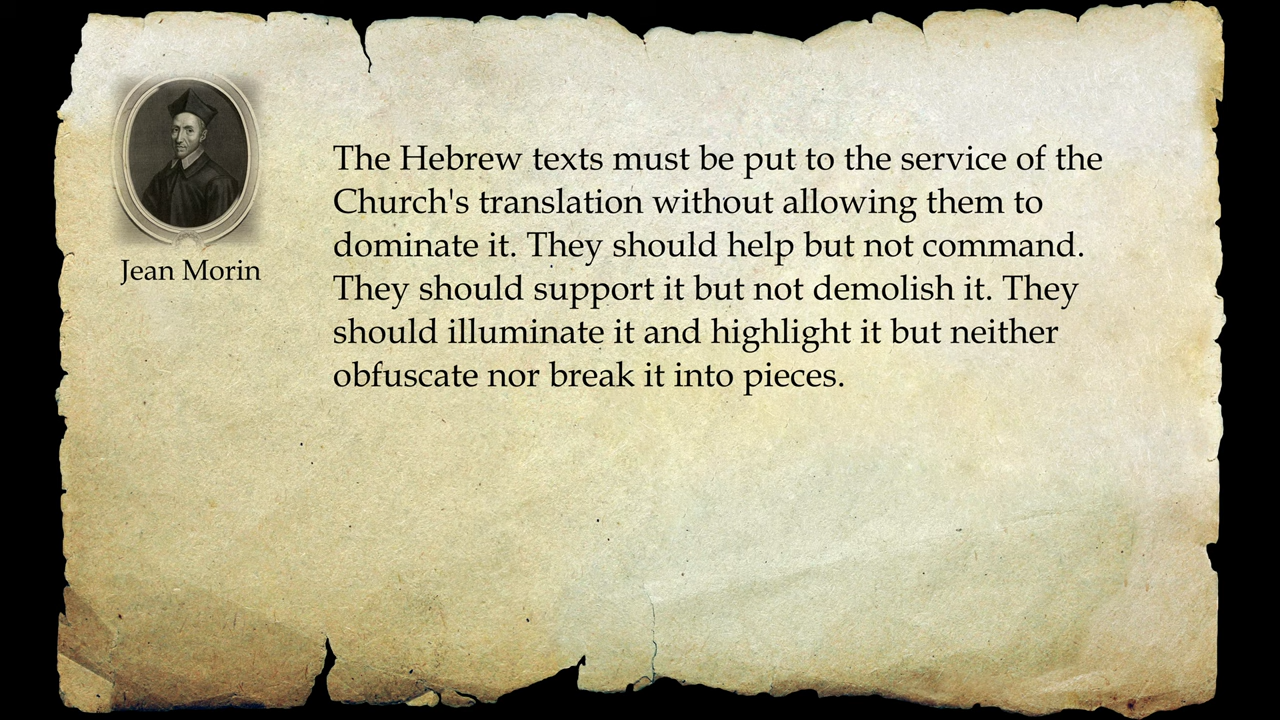 The Hebrew texts must be put to the service of the
Church's translation without allowing them to
dominate it. They should help but not command.
They should support it but not demolish it. They
should illuminate it and highlight it but neither
obfuscate nor break it into pieces.
Jean Morin